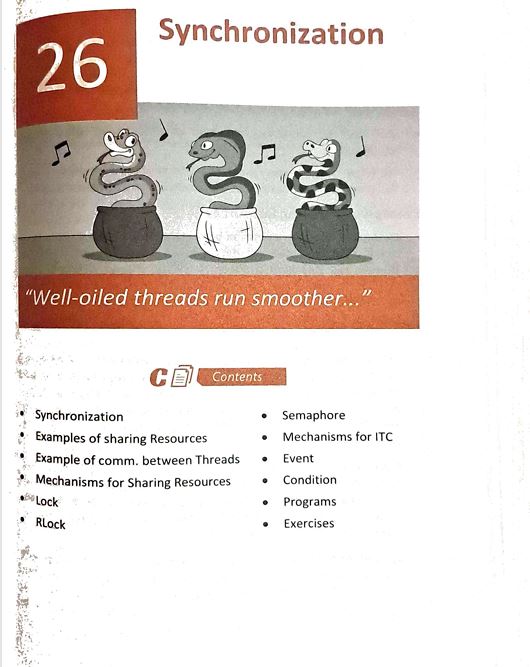 26
Synchronization
"Well-oiled threads run smoother..."
Contents
• Synchronization
• Examples of sharing Resources
• Example of comm. between Threads
• Mechanisms for Sharing Resources
• Lock
• RLock
• Semaphore
• Mechanisms for ITC
• Event
• Condition
• Programs
• Exercises